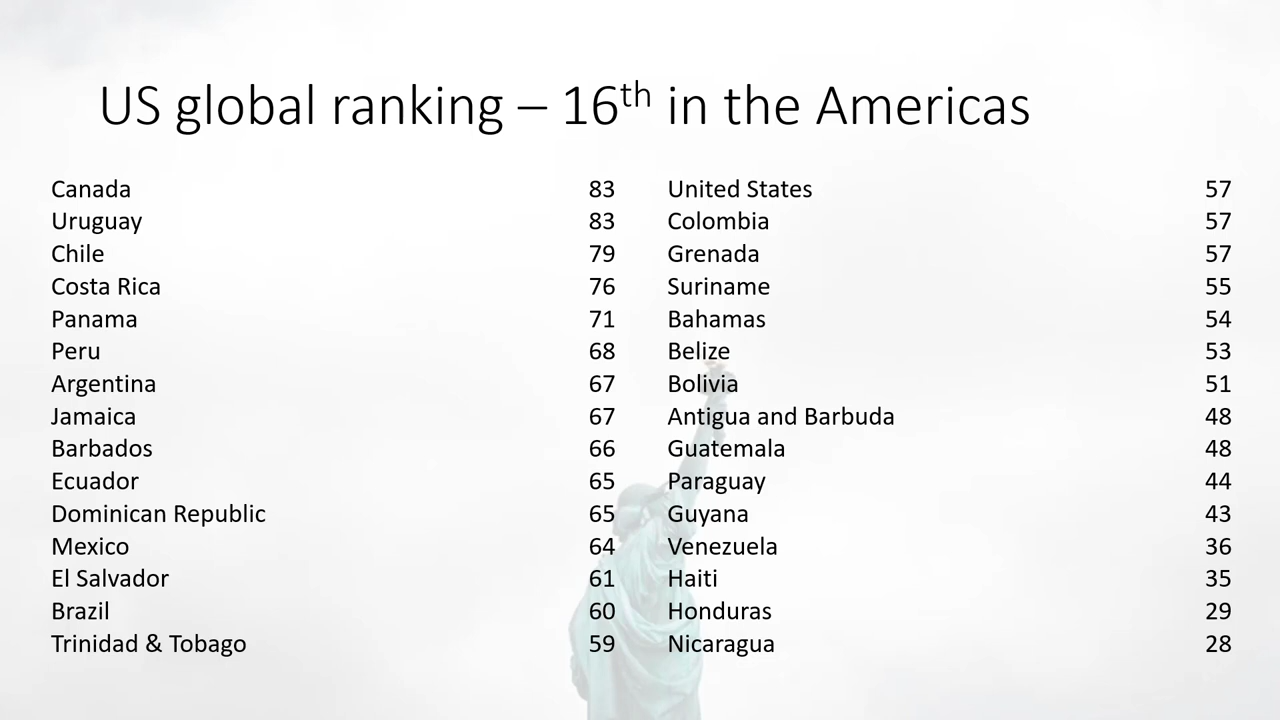 US global ranking – 16th in the Americas
Canada 83
Uruguay 83
Chile 79
Costa Rica 76
Panama 71
Peru 68
Argentina 67
Jamaica 67
Barbados 66
Ecuador 65
Dominican Republic 65
Mexico 64
El Salvador 61
Brazil 60
Trinidad & Tobago 59
United States 57
Colombia 57
Grenada 57
Suriname 55
Bahamas 54
Belize 53
Bolivia 51
Antigua and Barbuda 48
Guatemala 48
Paraguay 44
Guyana 43
Venezuela 36
Haiti 35
Honduras 29
Nicaragua 28